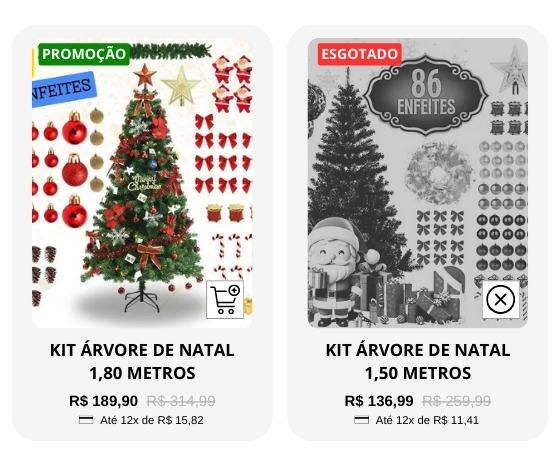 PROMOÇÃO
NFEITES
Merry
Christmas
KIT ÁRVORE DE NATAL
1,80 METROS
R$ 189,90 R$ 314,99
Até 12x de R$ 15,82
ESGOTADO
86
ENFEITES
KIT ÁRVORE DE NATAL
1,50 METROS
R$ 136,99 R$ 259,99
Até 12x de R$ 11,41